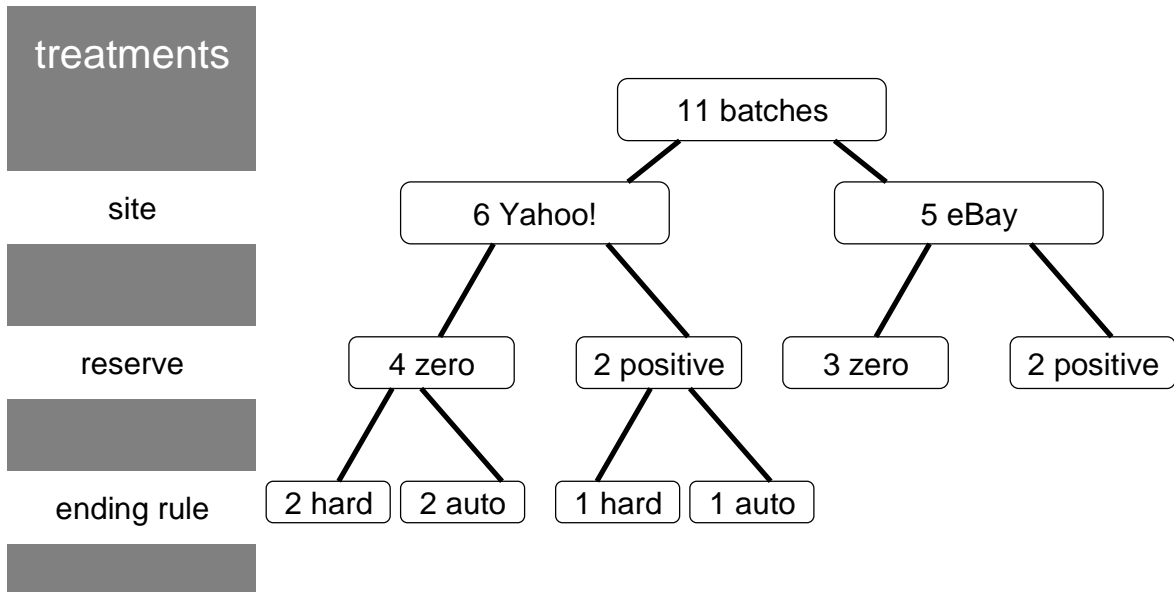 treatments
11 batches
site
6 Yahoo!
5 eBay
reserve
4 zero
2 positive
3 zero
2 positive
ending rule
2 hard
2 auto
1 hard
1 auto